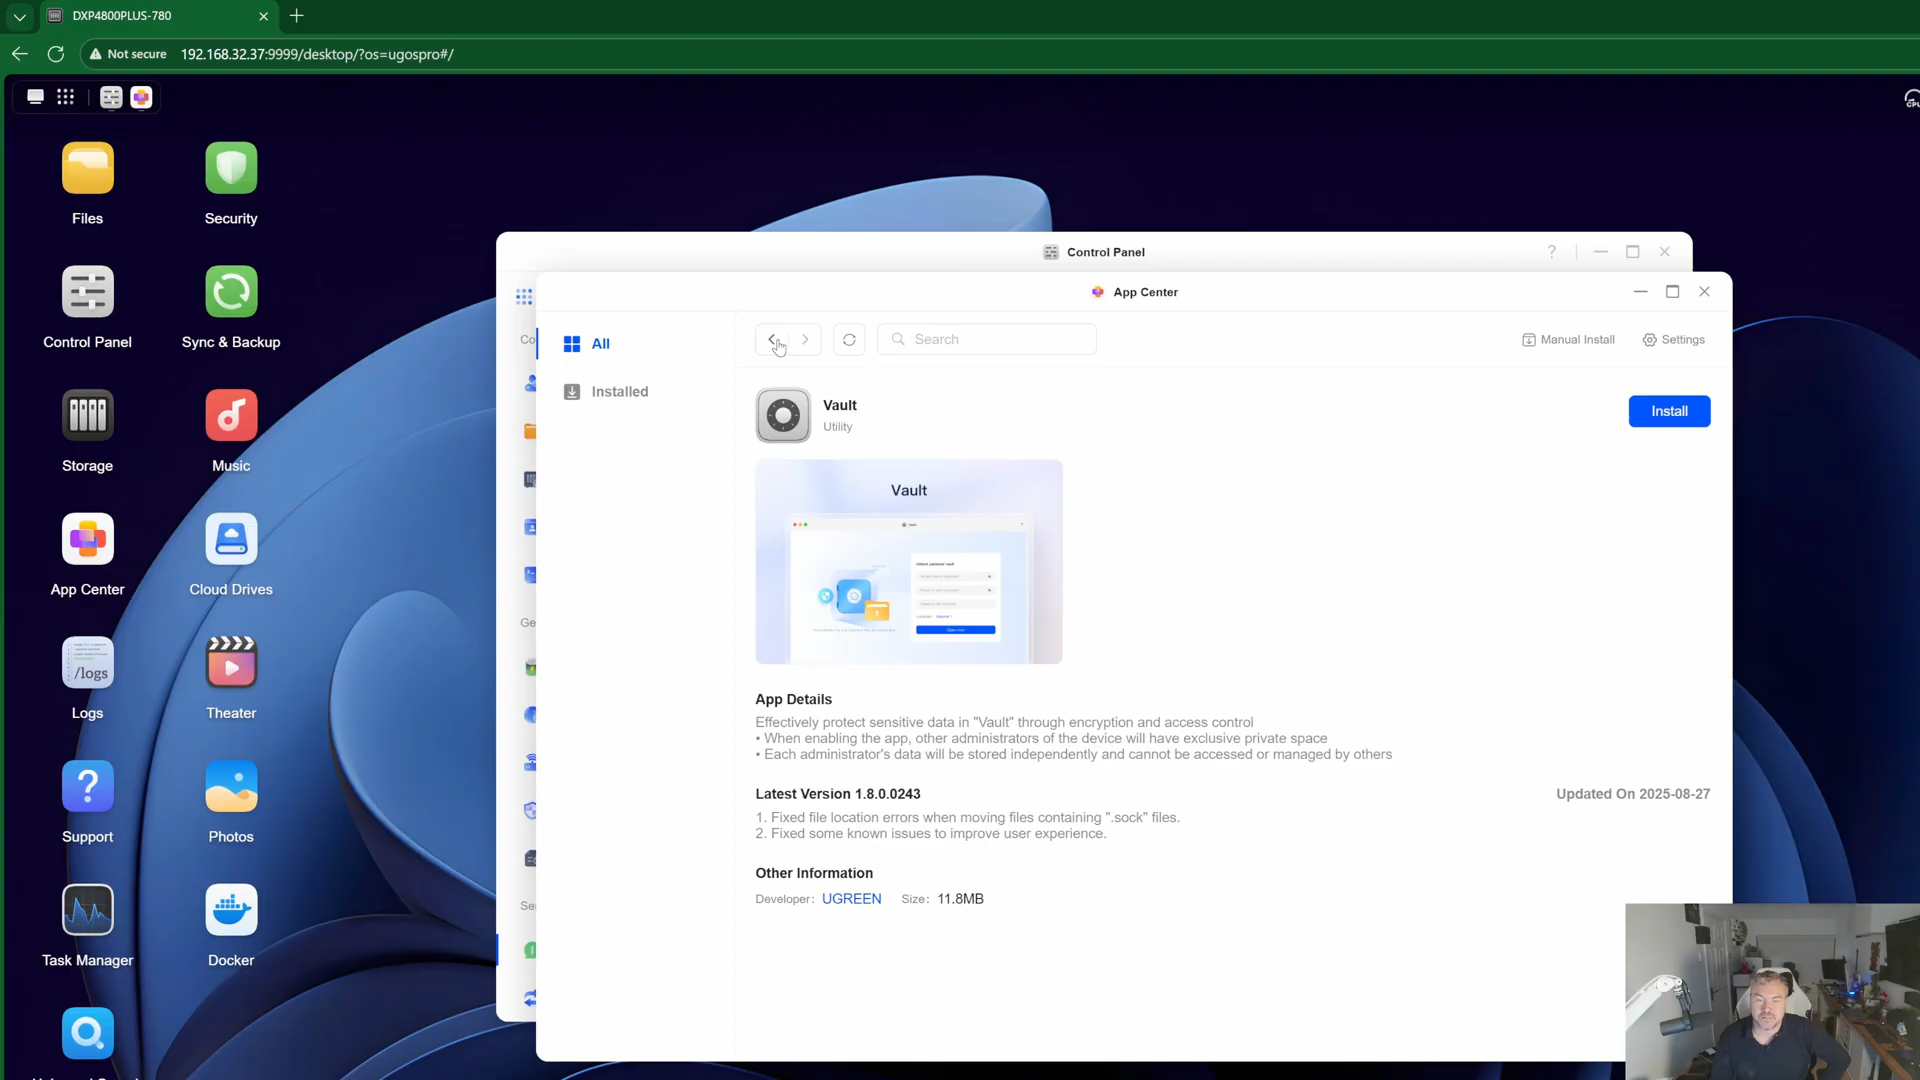 DXP4800PLUS-780
Not secure 192.168.32.37:9999/desktop/?os=ugospro#/
CPU
Files
Security
Control Panel
Sync & Backup
Storage
Music
App Center
Cloud Drives
/logs
Logs
Theater
Support
Photos
Task Manager
Docker
Control Panel
Co
Ge
Se
App Center
All
Installed
Search
Manual Install
Settings
Vault
Utility
Install
Vault
App Details
Effectively protect sensitive data in "Vault" through encryption and access control
• When enabling the app, other administrators of the device will have exclusive private space
• Each administrator's data will be stored independently and cannot be accessed or managed by others
Latest Version 1.8.0.0243
Updated On 2025-08-27
1. Fixed file location errors when moving files containing ".sock" files.
2. Fixed some known issues to improve user experience.
Other Information
Developer: UGREEN Size: 11.8MB